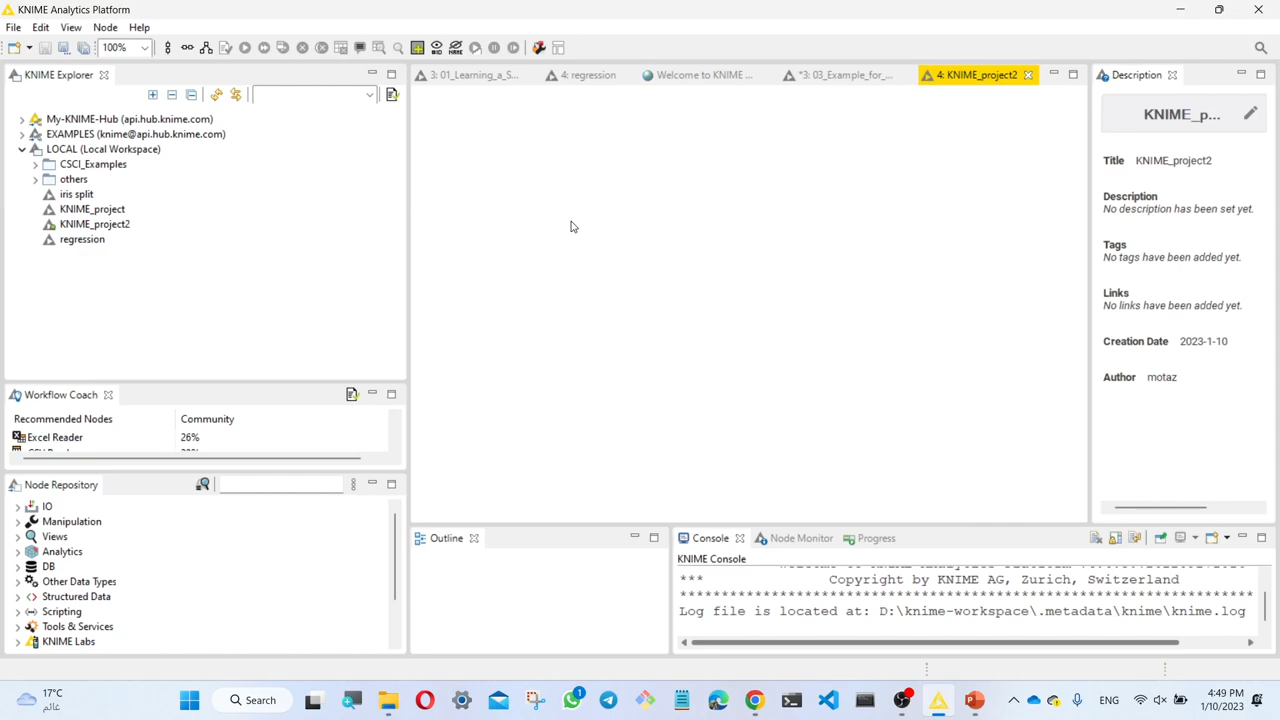 KNIME Analytics Platform
File Edit View Node Help
100%
KNIME Explorer
My-KNIME-Hub (api.hub.knime.com)
EXAMPLES (knime@api.hub.knime.com)
LOCAL (Local Workspace)
CSCI_Examples
others
iris split
KNIME_project
KNIME_project2
regression
3: 01_Learning_a_S...
4: regression
Welcome to KNIME ...
*3: 03_Example_for_...
4: KNIME_project2
Description
KNIME_p...
Title KNIME_project2
Description
No description has been set yet.
Tags
No tags have been added yet.
Links
No links have been added yet.
Creation Date 2023-1-10
Author motaz
Workflow Coach
Recommended Nodes Community
Excel Reader 26%
Node Repository
IO
Manipulation
Views
Analytics
DB
Other Data Types
Structured Data
Scripting
Tools & Services
KNIME Labs
Outline
Console Node Monitor Progress
KNIME Console
*** Copyright by KNIME AG, Zurich, Switzerland
Log file is located at: D:\knime-workspace\.metadata\knime\knime.log
17°C
غائم
Search
1
ENG
4:49 PM
1/10/2023